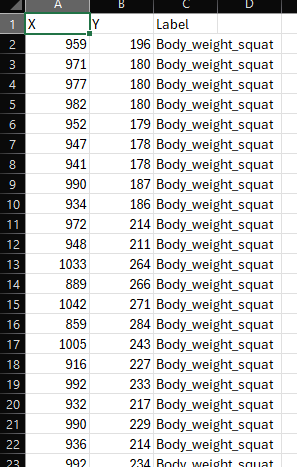 A B C D
1 X Y Label
2 959 196 Body_weight_squat
3 971 180 Body_weight_squat
4 977 180 Body_weight_squat
5 982 180 Body_weight_squat
6 952 179 Body_weight_squat
7 947 178 Body_weight_squat
8 941 178 Body_weight_squat
9 990 187 Body_weight_squat
10 934 186 Body_weight_squat
11 972 214 Body_weight_squat
12 948 211 Body_weight_squat
13 1033 264 Body_weight_squat
14 889 266 Body_weight_squat
15 1042 271 Body_weight_squat
16 859 284 Body_weight_squat
17 1005 243 Body_weight_squat
18 916 227 Body_weight_squat
19 992 233 Body_weight_squat
20 932 217 Body_weight_squat
21 990 229 Body_weight_squat
22 936 214 Body_weight_squat
23 992 234 Body_weight_squat